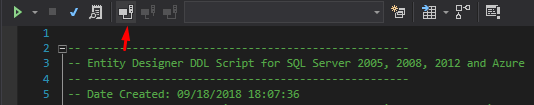 1
2 -- --------------------------------------------------
3 -- Entity Designer DDL Script for SQL Server 2005, 2008, 2012 and Azure
4 -- --------------------------------------------------
5 -- Date Created: 09/18/2018 18:07:36